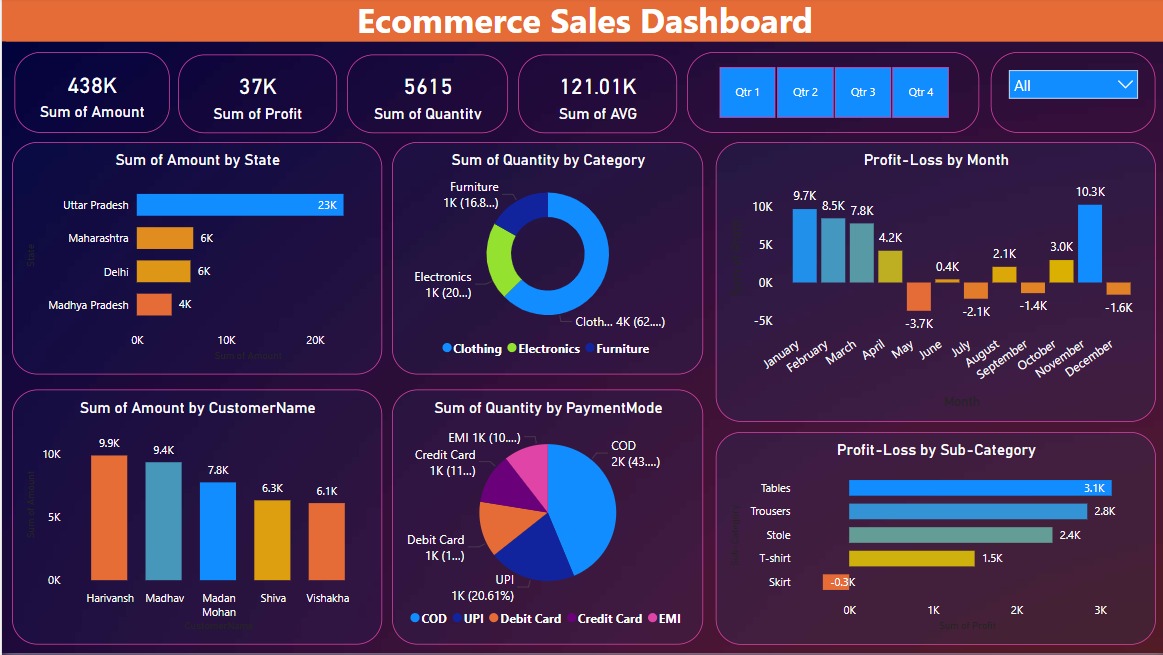 Ecommerce Sales Dashboard
438K
Sum of Amount
37K
Sum of Profit
5615
Sum of Quantity
121.01K
Sum of AVG
Qtr 1
Qtr 2
Qtr 3
Qtr 4
All
Sum of Amount by State
State
Uttar Pradesh
23K
Maharashtra
6K
Delhi
6K
Madhya Pradesh
4K
0K
10K
20K
Sum of Amount
Sum of Quantity by Category
Furniture
1K (16.8...)
Electronics
1K (20...)
Cloth... 4K (62....)
Clothing
Electronics
Furniture
Profit-Loss by Month
10K
5K
0K
-5K
9.7K
8.5K
7.8K
4.2K
-3.7K
0.4K
-2.1K
2.1K
-1.4K
3.0K
10.3K
-1.6K
January
February
March
April
May
June
July
August
September
October
November
December
Month
Sum of Amount by CustomerName
Sum of Amount
10K
5K
0K
9.9K
9.4K
7.8K
6.3K
6.1K
Harivansh
Madhav
Madan
Mohan
Shiva
Vishakha
CustomerName
Sum of Quantity by PaymentMode
EMI 1K (10....)
Credit Card
1K (11...)
Debit Card
1K (1...)
UPI
1K (20.61%)
COD
2K (43....)
COD
UPI
Debit Card
Credit Card
EMI
Profit-Loss by Sub-Category
Tables
3.1K
Trousers
2.8K
Stole
2.4K
T-shirt
1.5K
Skirt
-0.3K
0K
1K
2K
3K
Sum of Profit